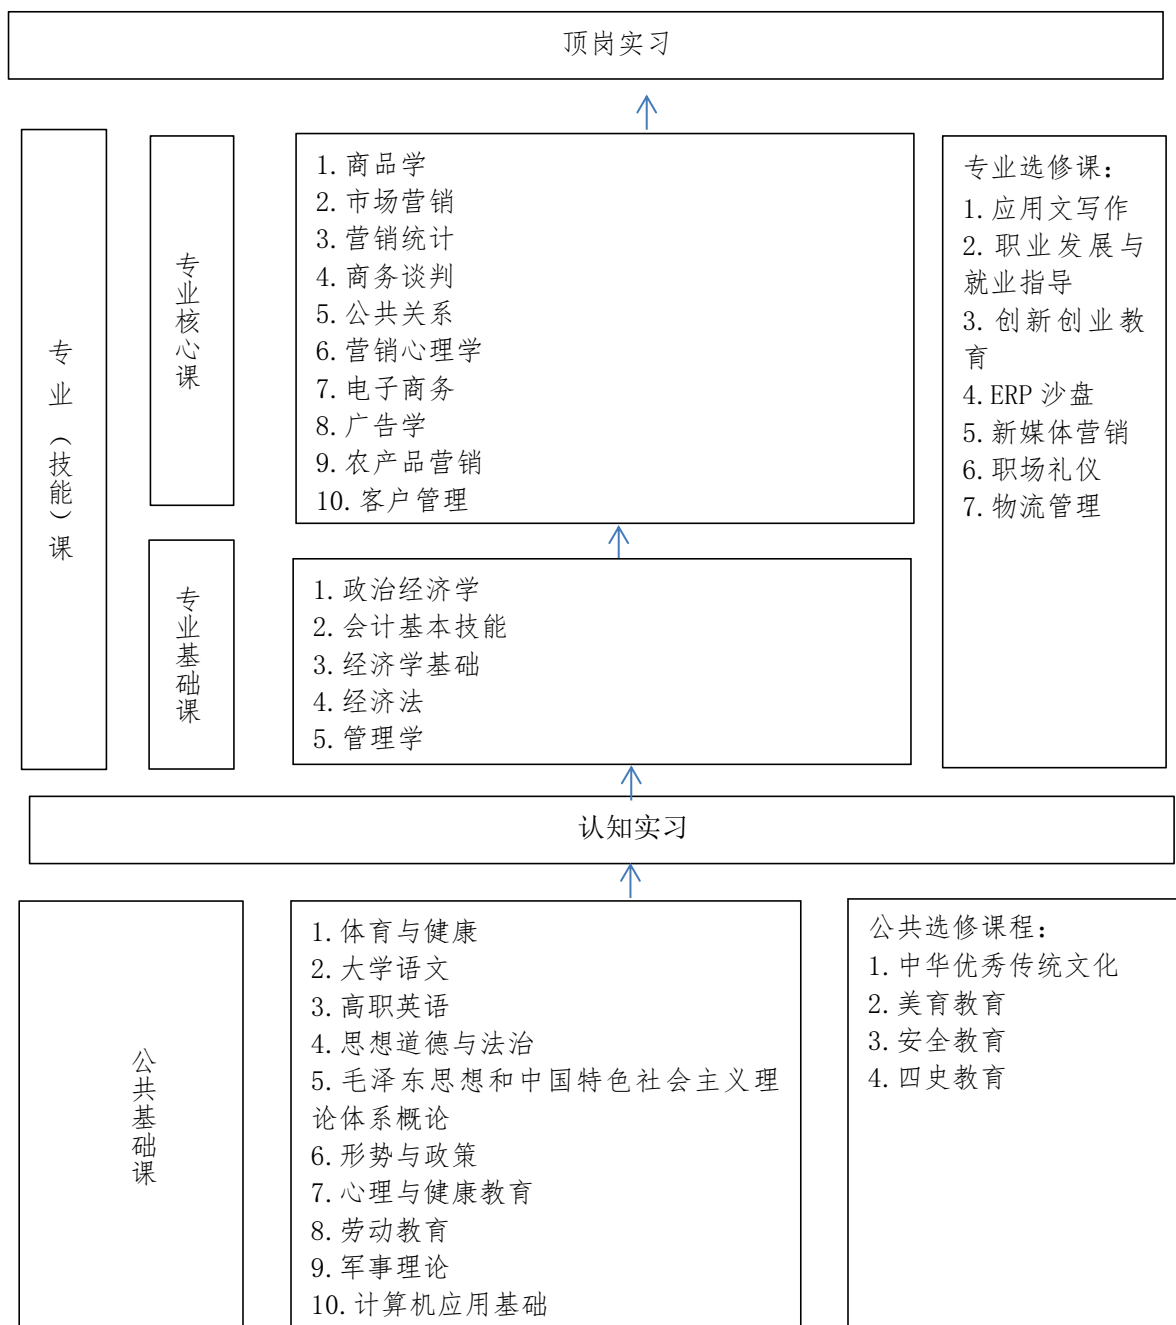 顶岗实习
专业（技能）课
专业核心课
1.商品学
2.市场营销
3.营销统计
4.商务谈判
5.公共关系
6.营销心理学
7.电子商务
8.广告学
9.农产品营销
10.客户管理
专业选修课：
1.应用文写作
2.职业发展与
就业指导
3.创新创业教
育
4.ERP 沙盘
5.新媒体营销
6.职场礼仪
7.物流管理
专业基础课
1.政治经济学
2.会计基本技能
3.经济学基础
4.经济法
5.管理学
认知实习
公共基础课
1.体育与健康
2.大学语文
3.高职英语
4.思想道德与法治
5.毛泽东思想和中国特色社会主义理
论体系概论
6.形势与政策
7.心理与健康教育
8.劳动教育
9.军事理论
10.计算机应用基础
公共选修课程：
1.中华优秀传统文化
2.美育教育
3.安全教育
4.四史教育